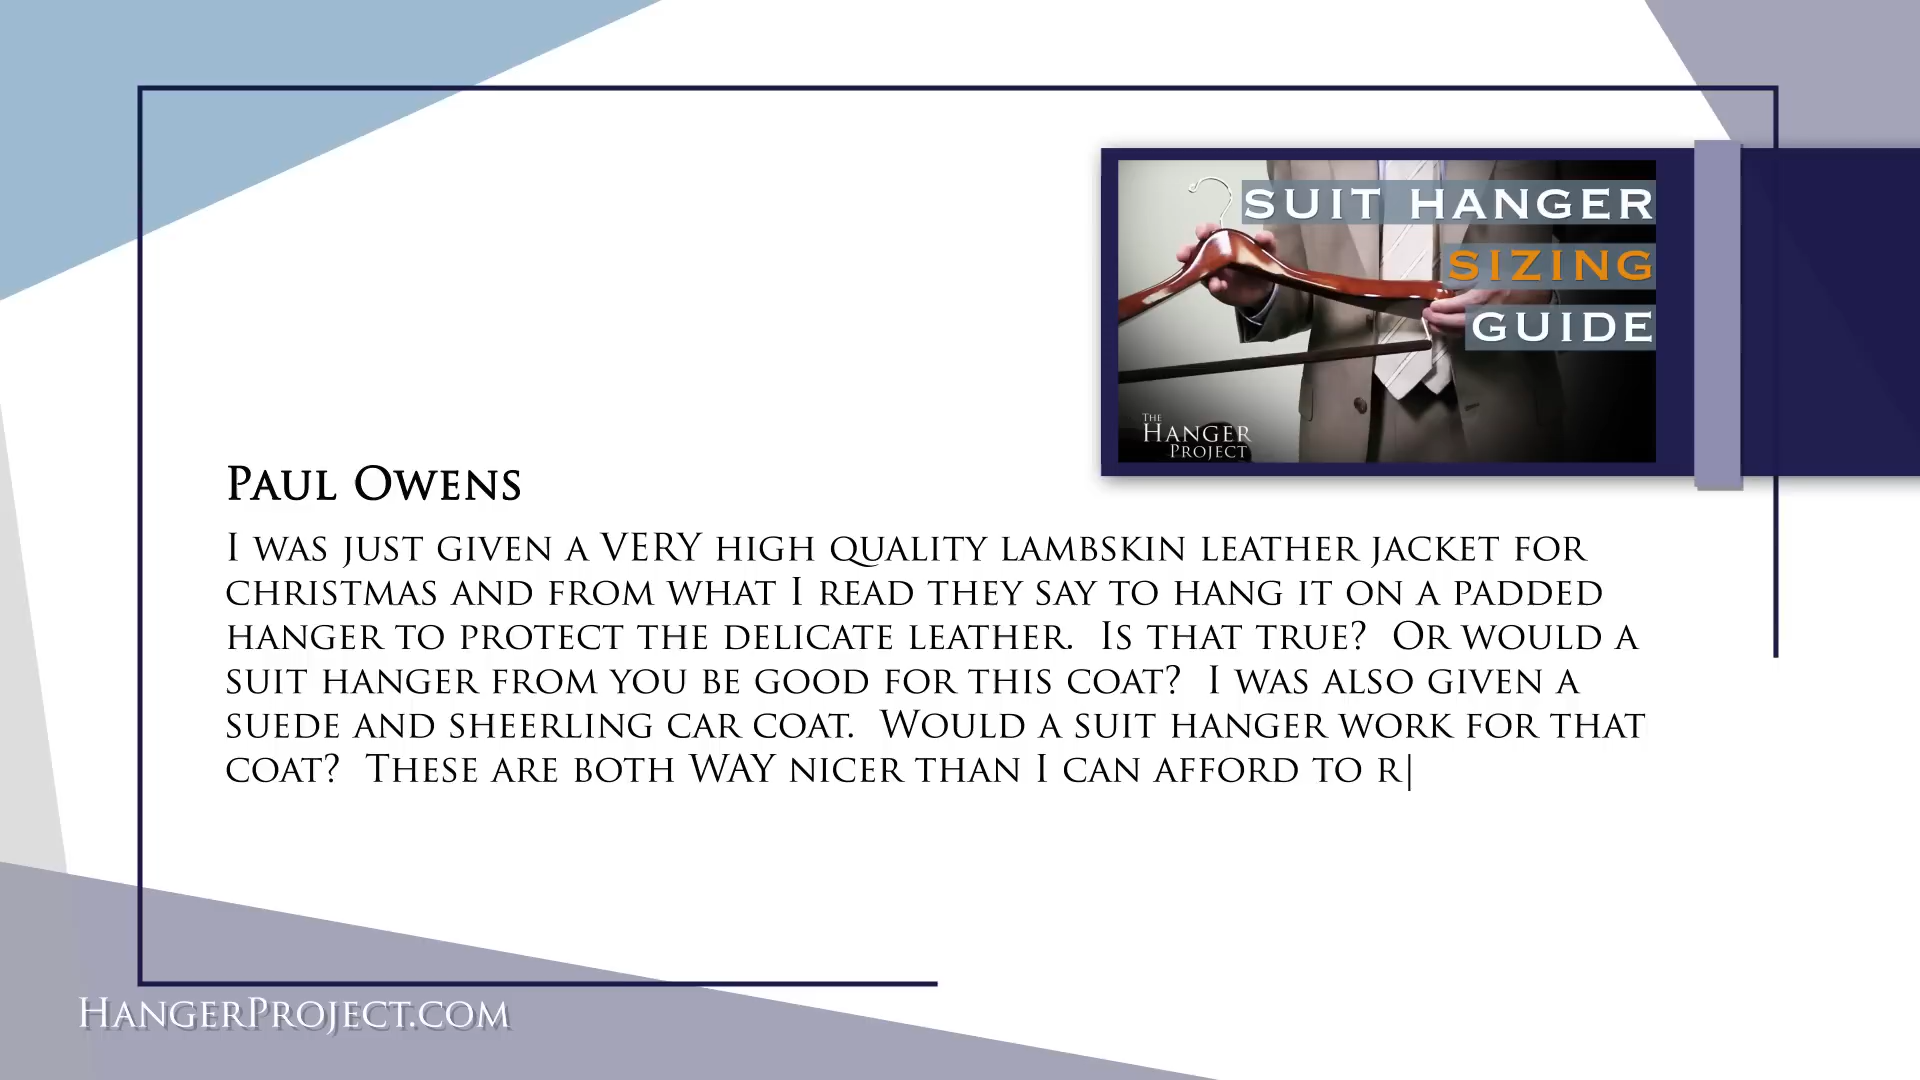 SUIT HANGER
SIZING
GUIDE
THE
HANGER
PROJECT
PAUL OWENS
I WAS JUST GIVEN A VERY HIGH QUALITY LAMBSKIN LEATHER JACKET FOR
CHRISTMAS AND FROM WHAT I READ THEY SAY TO HANG IT ON A PADDED
HANGER TO PROTECT THE DELICATE LEATHER.  IS THAT TRUE?  OR WOULD A
SUIT HANGER FROM YOU BE GOOD FOR THIS COAT?  I WAS ALSO GIVEN A
SUEDE AND SHEERLING CAR COAT.  WOULD A SUIT HANGER WORK FOR THAT
COAT?  THESE ARE BOTH WAY NICER THAN I CAN AFFORD TO R|
HANGERPROJECT.COM